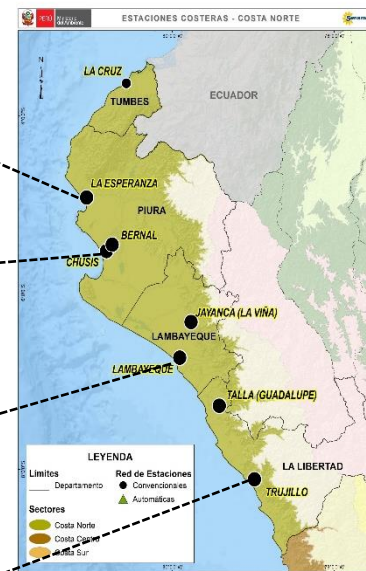 PERÚ Ministerio del Ambiente
ESTACIONES COSTERAS - COSTA NORTE
LA CRUZ
TUMBES
ECUADOR
LA ESPERANZA
PIURA
BERNAL
CHUSIS
JAYANCA (LA VIÑA)
LAMBAYEQUE
LAMBAYEQUE
TALLA (GUADALUPE)
LA LIBERTAD
TRUJILLO
LEYENDA
Límites
Departamento
Red de Estaciones
Convencionales
Automáticas
Sectores
Costa Norte
Costa Centro
Costa Sur